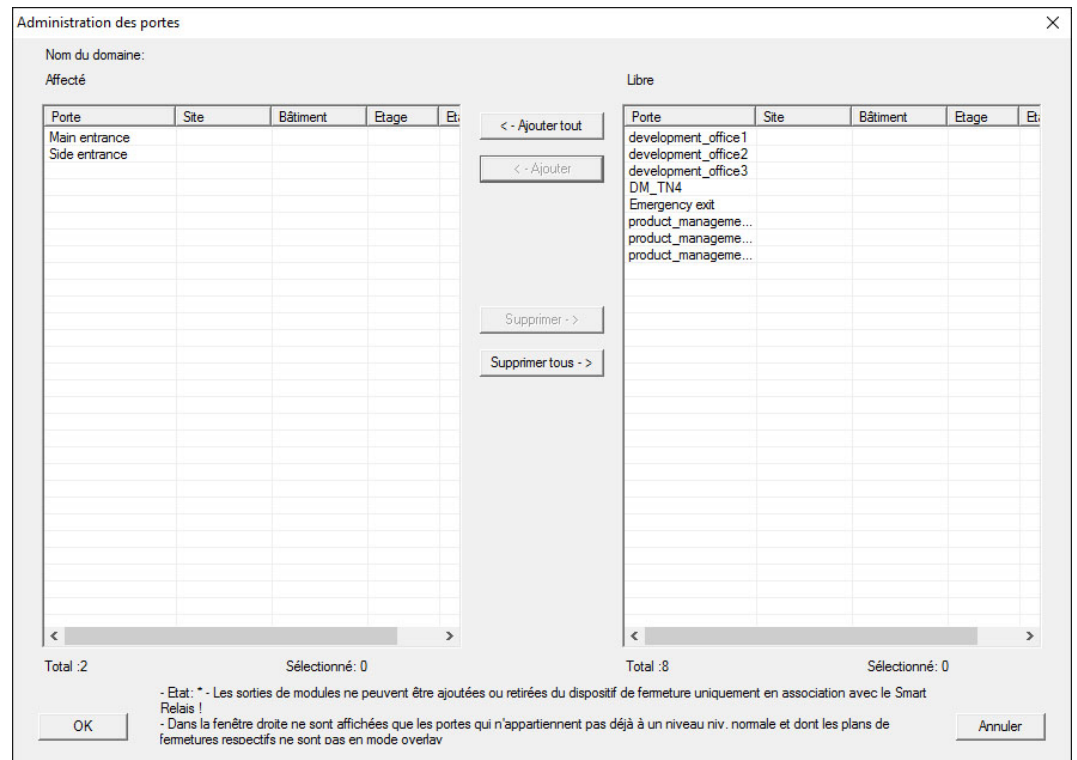 Administration des portes
Nom du domaine:
Affecté
Libre
Porte Site Bâtiment Etage Et
Main entrance
Side entrance
< - Ajouter tout
< - Ajouter
Supprimer - >
Supprimer tous - >
Porte Site Bâtiment Etage Et
development_office1
development_office2
development_office3
DM_TN4
Emergency exit
product_manageme...
product_manageme...
product_manageme...
Total :2 Sélectionné: 0
Total :8 Sélectionné: 0
- Etat: * - Les sorties de modules ne peuvent être ajoutées ou retirées du dispositif de fermeture uniquement en association avec le Smart
Relais !
- Dans la fenêtre droite ne sont affichées que les portes qui n'appartiennent pas déjà à un niveau niv. normale et dont les plans de
fermetures respectifs ne sont pas en mode overlay
OK
Annuler